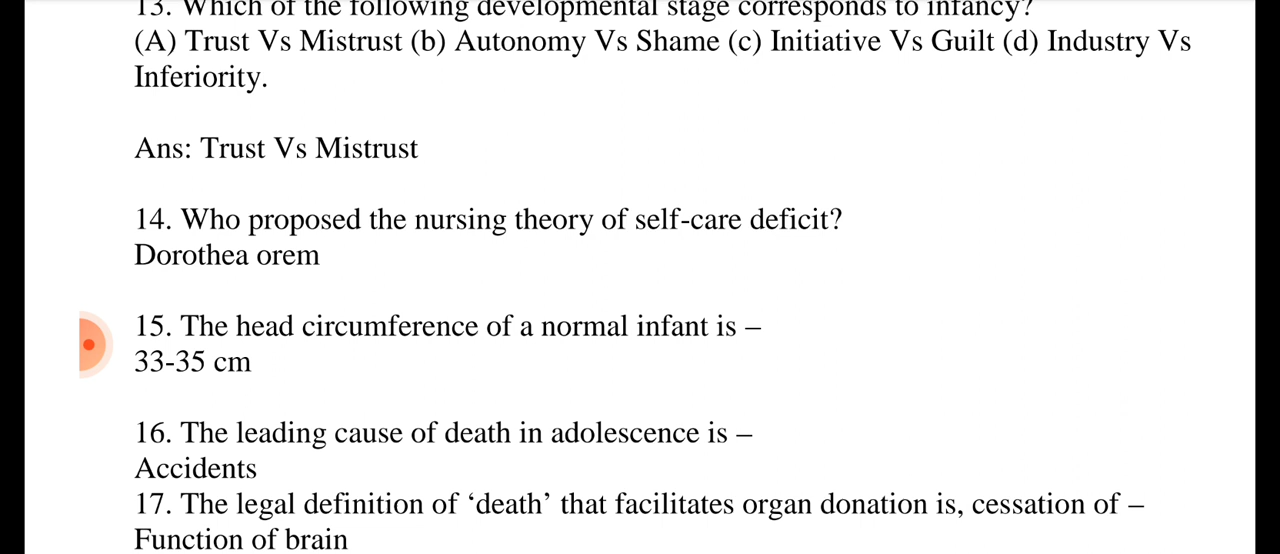 13. Which of the following developmental stage corresponds to infancy?
(A) Trust Vs Mistrust (b) Autonomy Vs Shame (c) Initiative Vs Guilt (d) Industry Vs
Inferiority.
Ans: Trust Vs Mistrust
14. Who proposed the nursing theory of self-care deficit?
Dorothea orem
15. The head circumference of a normal infant is –
33-35 cm
16. The leading cause of death in adolescence is –
Accidents
17. The legal definition of ‘death’ that facilitates organ donation is, cessation of –
Function of brain